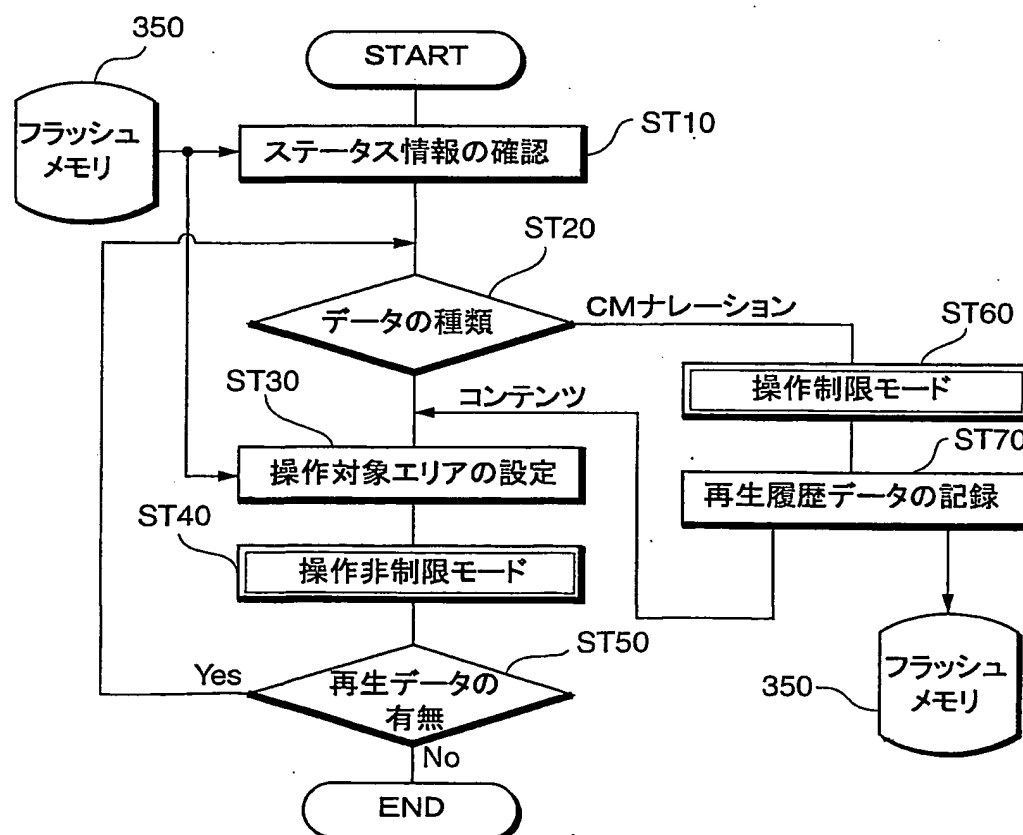 350
START
フラッシュ
メモリ
ST10
ステータス情報の確認
ST20
データの種類
CMナレーション
ST60
操作制限モード
ST30
コンテンツ
ST70
操作対象エリアの設定
再生履歴データの記録
ST40
操作非制限モード
ST50
Yes
再生データの
有無
フラッシュ
メモリ
350
No
END